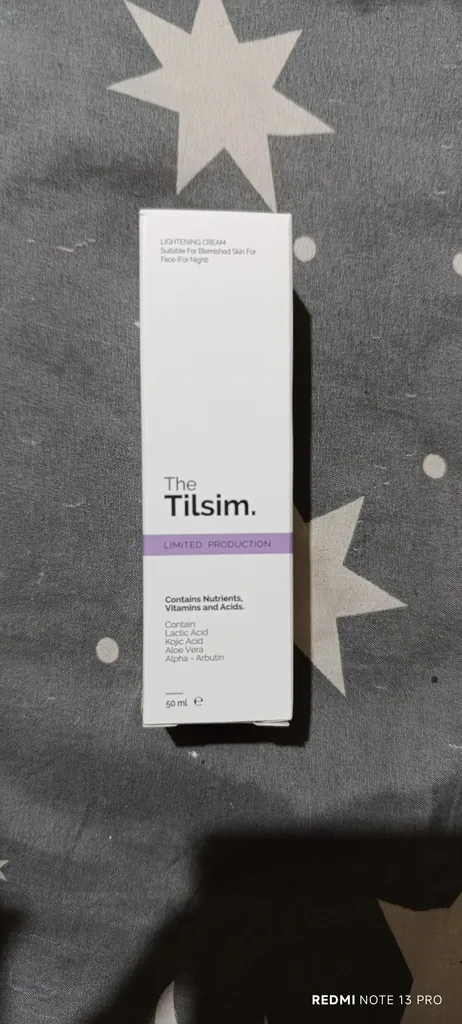 LIGHTENING CREAM
Suitable For Blemished Skin For
Face (For Night)
The
Tilsim.
LIMITED PRODUCTION
Contains Nutrients,
Vitamins and Acids.
Contain:
Lactic Acid
Kojic Acid
Aloe Vera
Alpha - Arbutin
50 ml ℮
REDMI NOTE 13 PRO